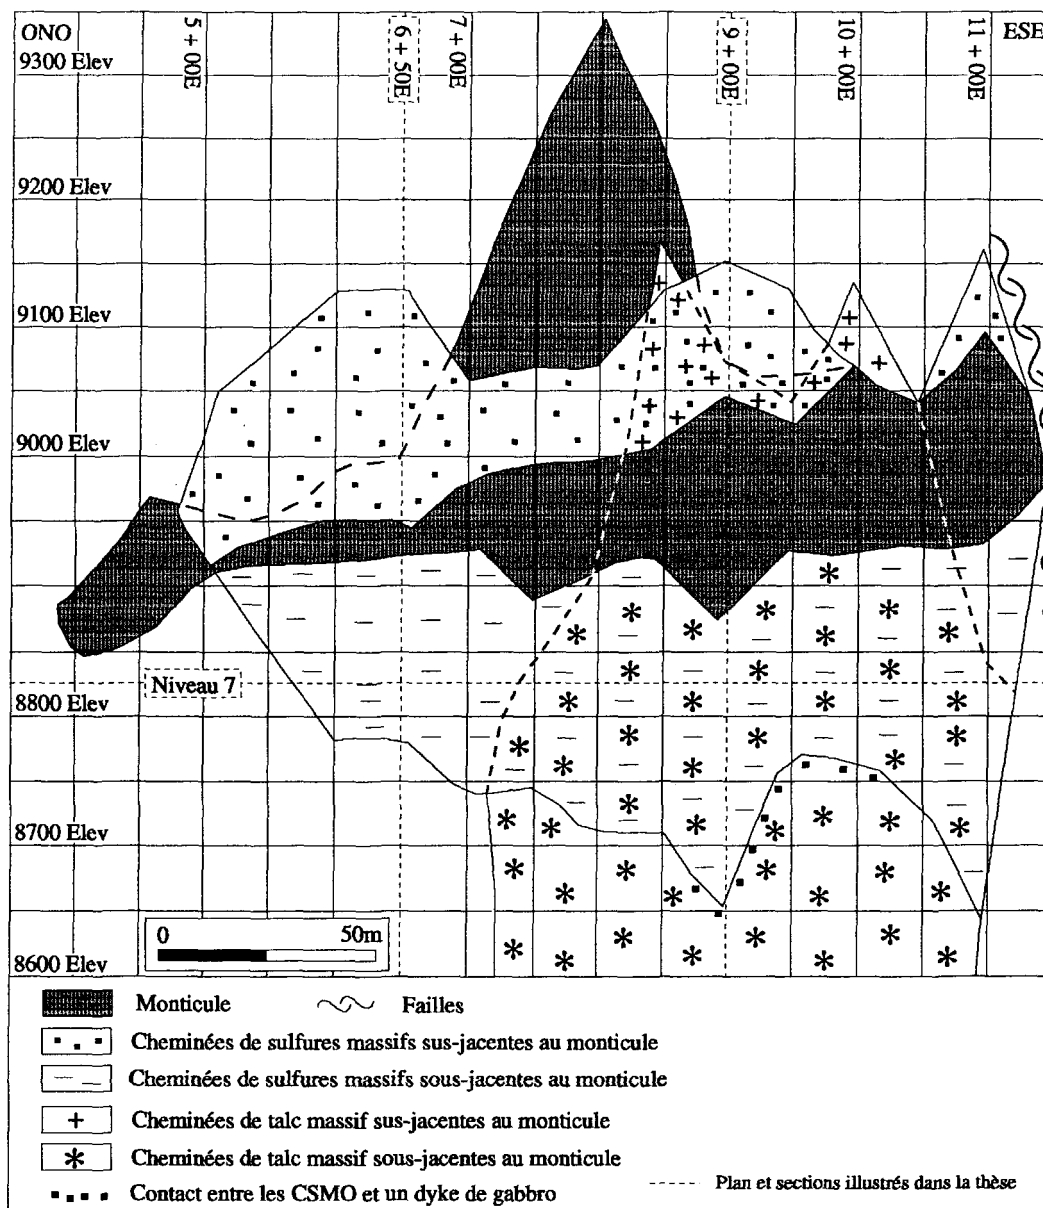 ONO
ESE
5 + 00E
6 + 50E
7 + 00E
9 + 00E
10 + 00E
11 + 00E
9300 Elev
9200 Elev
9100 Elev
9000 Elev
Niveau 7
8800 Elev
8700 Elev
8600 Elev
0 50m
Monticule
Failles
Cheminées de sulfures massifs sus-jacentes au monticule
Cheminées de sulfures massifs sous-jacentes au monticule
Cheminées de talc massif sus-jacentes au monticule
Cheminées de talc massif sous-jacentes au monticule
Contact entre les CSMO et un dyke de gabbro
Plan et sections illustrés dans la thèse